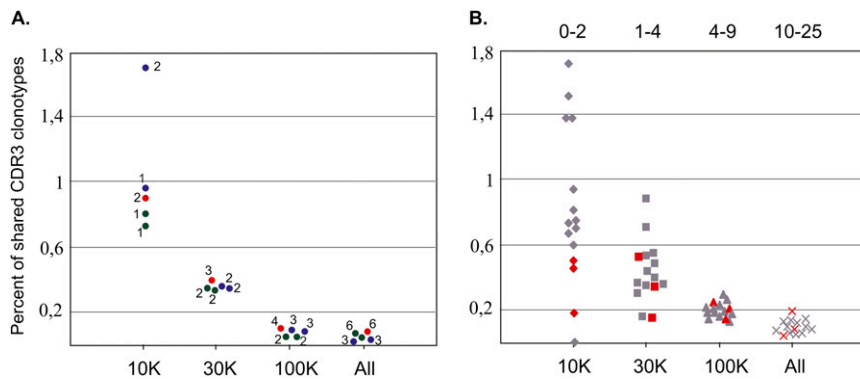 A.
B.
0-2 1-4 4-9 10-25
Percent of shared CDR3 clonotypes
1,8
1,4
1
0,6
0,2
2
1
2
1
1
3
2 2 2 2
4 3 3
2 2
6 6
3 3
10K 30K 100K All
1,8
1,4
1
0,6
0,2
10K 30K 100K All